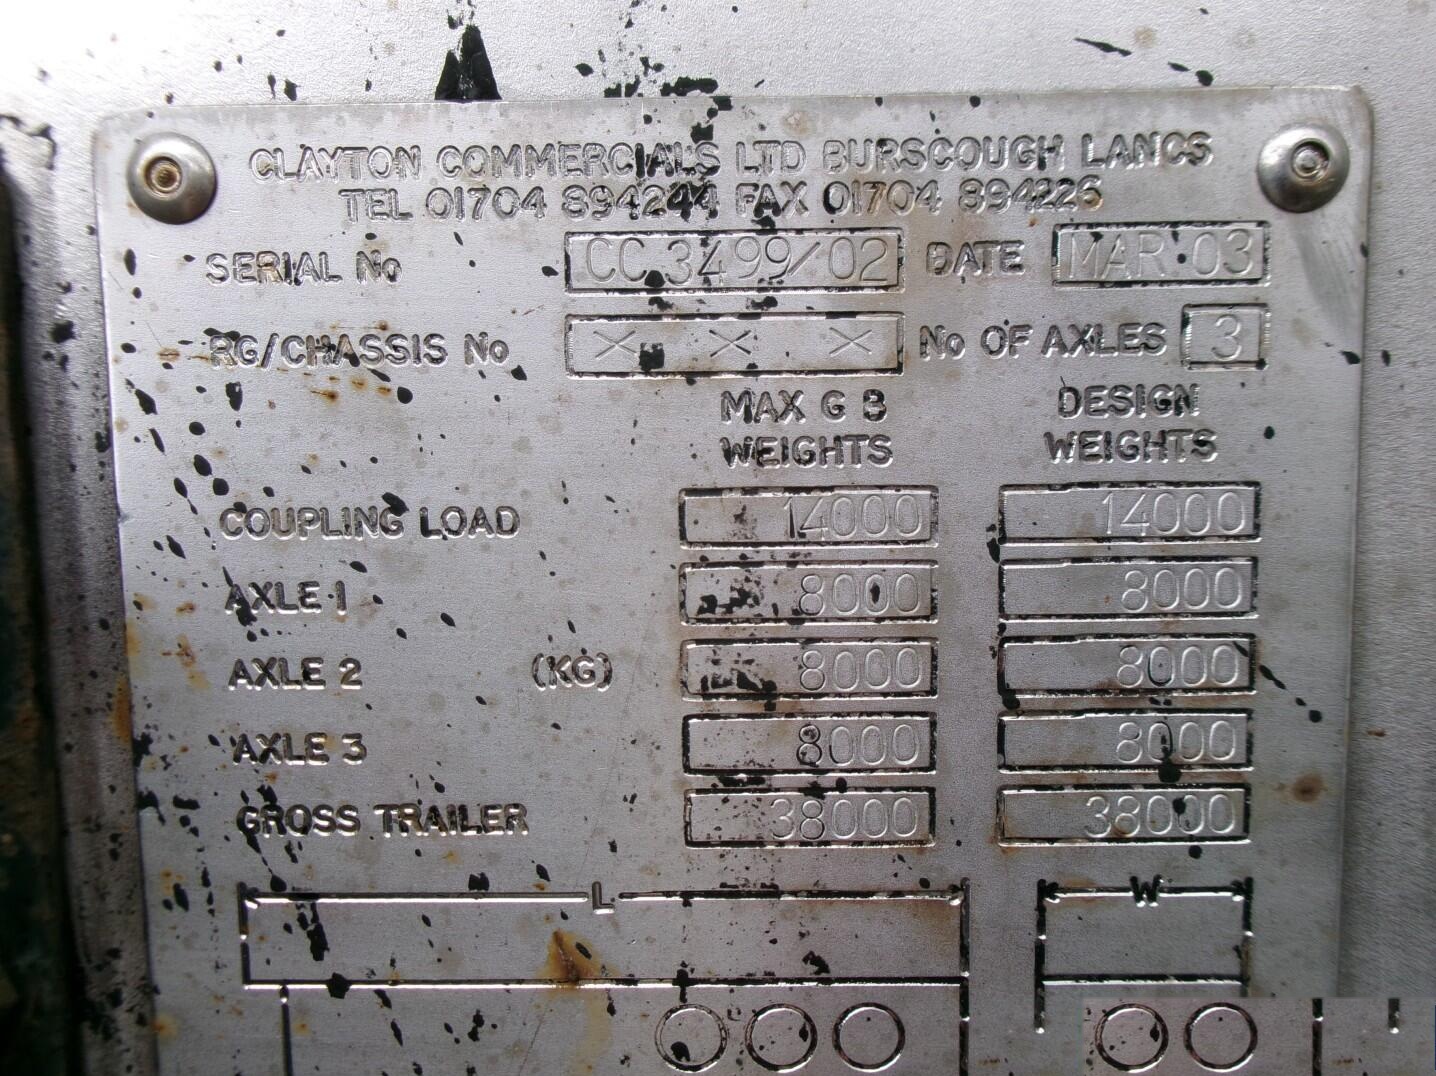 CLAYTON COMMERCIALS LTD BURSCOUGH LANCS
TEL 01704 894244 FAX 01704 894226
SERIAL No CC 3499/02 DATE MAR 03
RG/CHASSIS No X X X No OF AXLES 3
MAX G B DESIGN
WEIGHTS WEIGHTS
COUPLING LOAD 14000 14000
AXLE 1 8000 8000
AXLE 2 (KG) 8000 8000
AXLE 3 8000 8000
GROSS TRAILER 38000 38000
L W